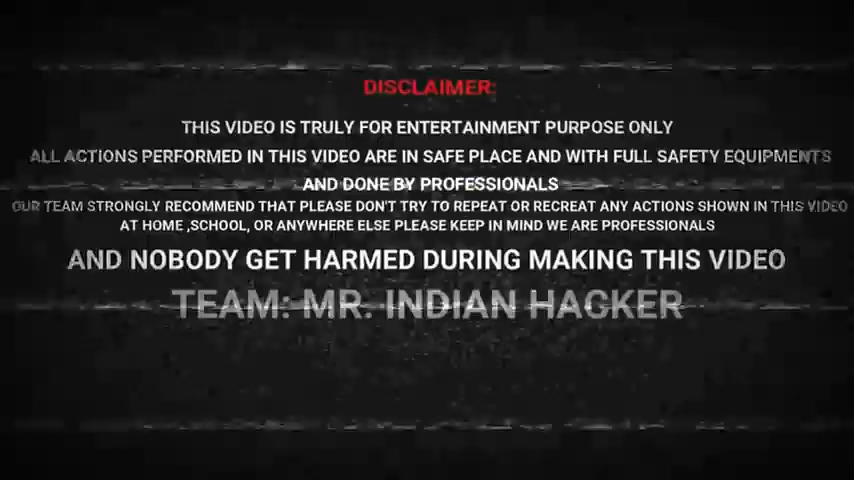 DISCLAIMER:
THIS VIDEO IS TRULY FOR ENTERTAINMENT PURPOSE ONLY
ALL ACTIONS PERFORMED IN THIS VIDEO ARE IN SAFE PLACE AND WITH FULL SAFETY EQUIPMENTS
AND DONE BY PROFESSIONALS
OUR TEAM STRONGLY RECOMMEND THAT PLEASE DON'T TRY TO REPEAT OR RECREAT ANY ACTIONS SHOWN IN THIS VIDEO
AT HOME ,SCHOOL, OR ANYWHERE ELSE PLEASE KEEP IN MIND WE ARE PROFESSIONALS
AND NOBODY GET HARMED DURING MAKING THIS VIDEO
TEAM: MR. INDIAN HACKER